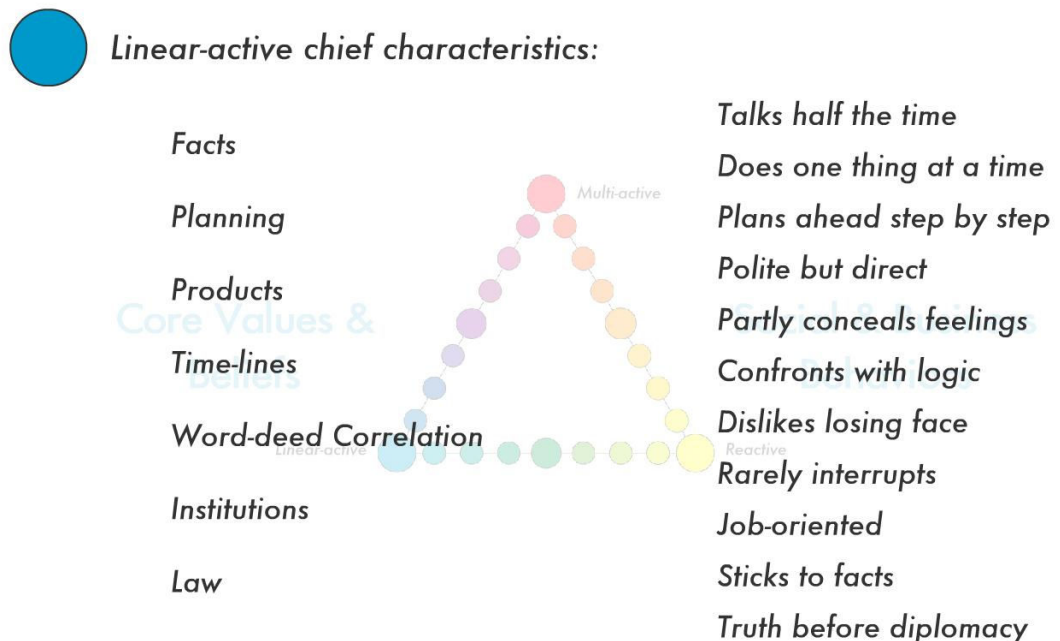 Linear-active chief characteristics:
Core Values &
Beliefs
Facts
Planning
Products
Time-lines
Word-deed Correlation
Institutions
Law
Multi-active
Linear-active
Reactive
Social & Business
Behaviors
Talks half the time
Does one thing at a time
Plans ahead step by step
Polite but direct
Partly conceals feelings
Confronts with logic
Dislikes losing face
Rarely interrupts
Job-oriented
Sticks to facts
Truth before diplomacy